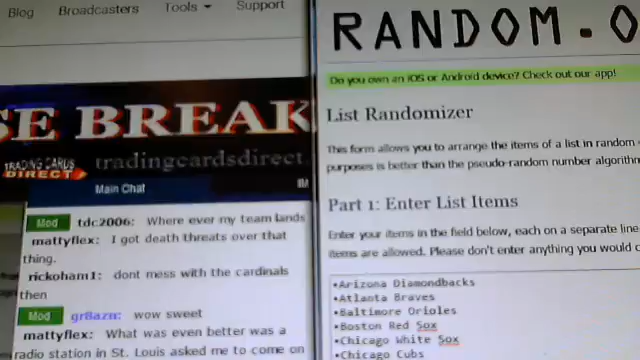 Blog Broadcasters Tools Support
SE BREAK
TRADING CARDS
DIRECT
tradingcardsdirect.
Main Chat
Mod tdc2006: Where ever my team lands
mattyflex: I got death threats over that
thing.
rickoham1: dont mess with the cardinals
then
Mod gr8azn: wow sweet
mattyflex: What was even better was a
radio station in St. Louis asked me to come on
RANDOM.O
Do you own an iOS or Android device? Check out our app!
List Randomizer
This form allows you to arrange the items of a list in random
purposes is better than the pseudo-random number algorithm
Part 1: Enter List Items
Enter your items in the field below, each on a separate line
items are allowed. Please don't enter anything you would
•Arizona Diamondbacks
•Atlanta Braves
•Baltimore Orioles
•Boston Red Sox
•Chicago White Sox
•Chicago Cubs